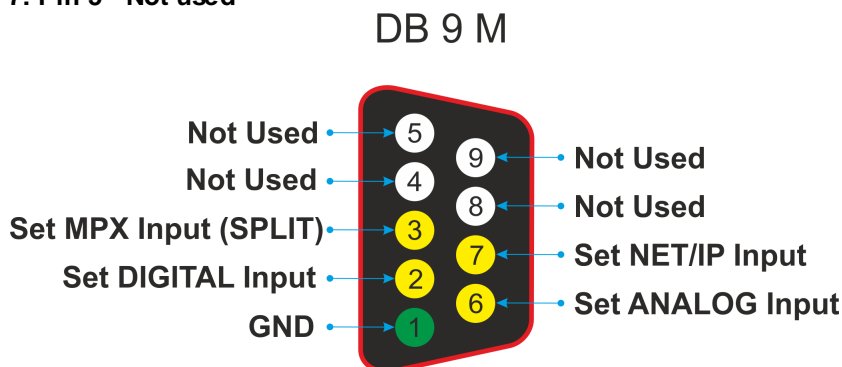 DB 9 M
Not Used
5
9
Not Used
Not Used
4
8
Not Used
Set MPX Input (SPLIT)
3
7
Set NET/IP Input
Set DIGITAL Input
2
6
Set ANALOG Input
GND
1